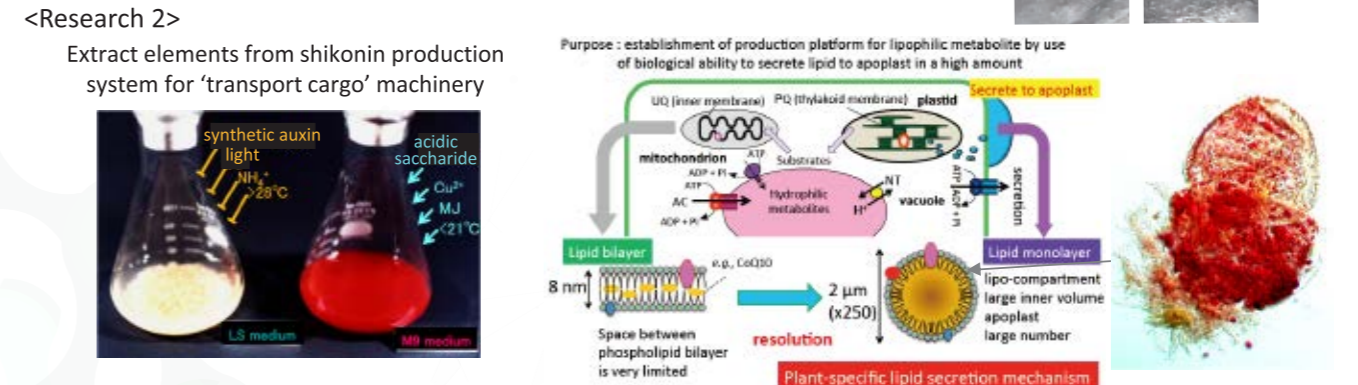 <Research 2>
Extract elements from shikonin production
system for ‘transport cargo’ machinery
synthetic auxin
light
NH₄⁺
>28℃
acidic
saccharide
Cu²⁺
MJ
<21℃
LS medium
M9 medium
Purpose : establishment of production platform for lipophilic metabolite by use
of biological ability to secrete lipid to apoplast in a high amount
Secrete to apoplast
UQ (inner membrane)
PQ (thylakoid membrane)
plastid
mitochondrion
ATP
ADP + Pi
Substrates
ATP
AC
ADP + Pi
Hydrophilic
metabolites
NT
H⁺
vacuole
ATP
ADP + Pi
secretion
Lipid bilayer
Lipid monolayer
e.g., CoQ10
8 nm
2 μm
(x250)
lipo-compartment
large inner volume
apoplast
large number
Space between
phospholipid bilayer
is very limited
resolution
Plant-specific lipid secretion mechanism